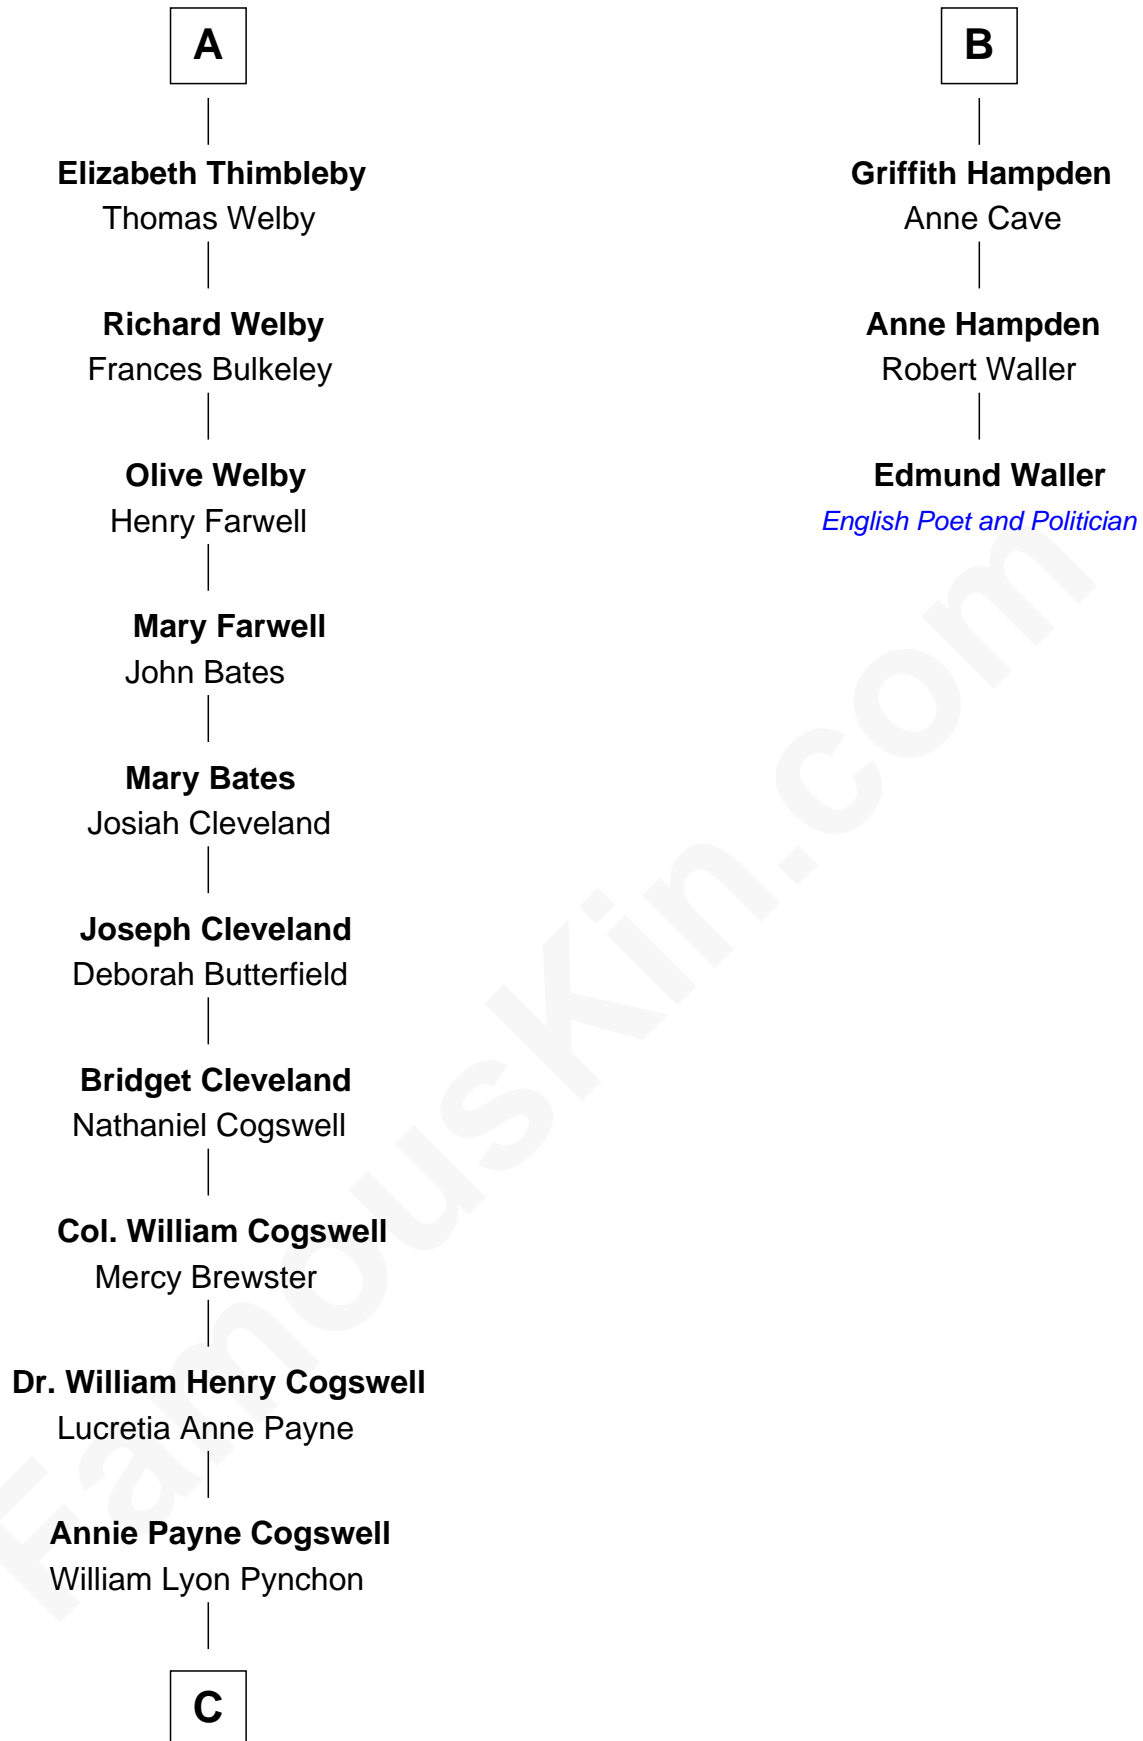 A
Elizabeth Thimbleby
Thomas Welby
Richard Welby
Frances Bulkeley
Olive Welby
Henry Farwell
Mary Farwell
John Bates
Mary Bates
Josiah Cleveland
Joseph Cleveland
Deborah Butterfield
Bridget Cleveland
Nathaniel Cogswell
Col. William Cogswell
Mercy Brewster
Dr. William Henry Cogswell
Lucretia Anne Payne
Annie Payne Cogswell
William Lyon Pynchon
C
B
Griffith Hampden
Anne Cave
Anne Hampden
Robert Waller
Edmund Waller
English Poet and Politician
FamousKin.com